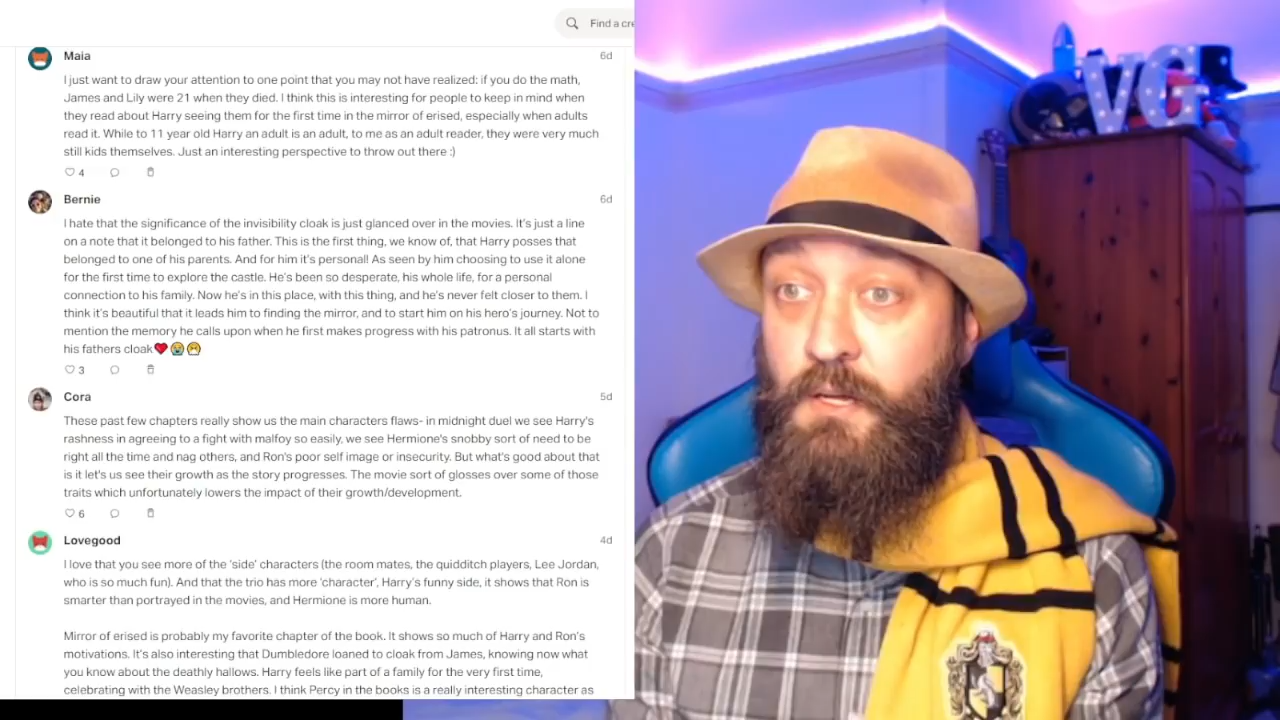 Find a cre
Maia
6d
I just want to draw your attention to one point that you may not have realized: if you do the math,
James and Lily were 21 when they died. I think this is interesting for people to keep in mind when
they read about Harry seeing them for the first time in the mirror of erised, especially when adults
read it. While to 11 year old Harry an adult is an adult, to me as an adult reader, they were very much
still kids themselves. Just an interesting perspective to throw out there :)
4
Bernie
6d
I hate that the significance of the invisibility cloak is just glanced over in the movies. It's just a line
on a note that it belonged to his father. This is the first thing, we know of, that Harry posses that
belonged to one of his parents. And for him it's personal! As seen by him choosing to use it alone
for the first time to explore the castle. He's been so desperate, his whole life, for a personal
connection to his family. Now he's in this place, with this thing, and he's never felt closer to them. I
think it's beautiful that it leads him to finding the mirror, and to start him on his hero's journey. Not to
mention the memory he calls upon when he first makes progress with his patronus. It all starts with
his fathers cloak❤️😭😁
3
Cora
5d
These past few chapters really show us the main characters flaws- in midnight duel we see Harry's
rashness in agreeing to a fight with malfoy so easily, we see Hermione's snobby sort of need to be
right all the time and nag others, and Ron's poor self image or insecurity. But what's good about that
is it let's us see their growth as the story progresses. The movie sort of glosses over some of those
traits which unfortunately lowers the impact of their growth/development.
6
Lovegood
4d
I love that you see more of the 'side' characters (the room mates, the quidditch players, Lee Jordan,
who is so much fun). And that the trio has more 'character', Harry's funny side, it shows that Ron is
smarter than portrayed in the movies, and Hermione is more human.
Mirror of erised is probably my favorite chapter of the book. It shows so much of Harry and Ron's
motivations. It's also interesting that Dumbledore loaned to cloak from James, knowing now what
you know about the deathly hallows. Harry feels like part of a family for the very first time,
celebrating with the Weasley brothers. I think Percy in the books is a really interesting character as
VG